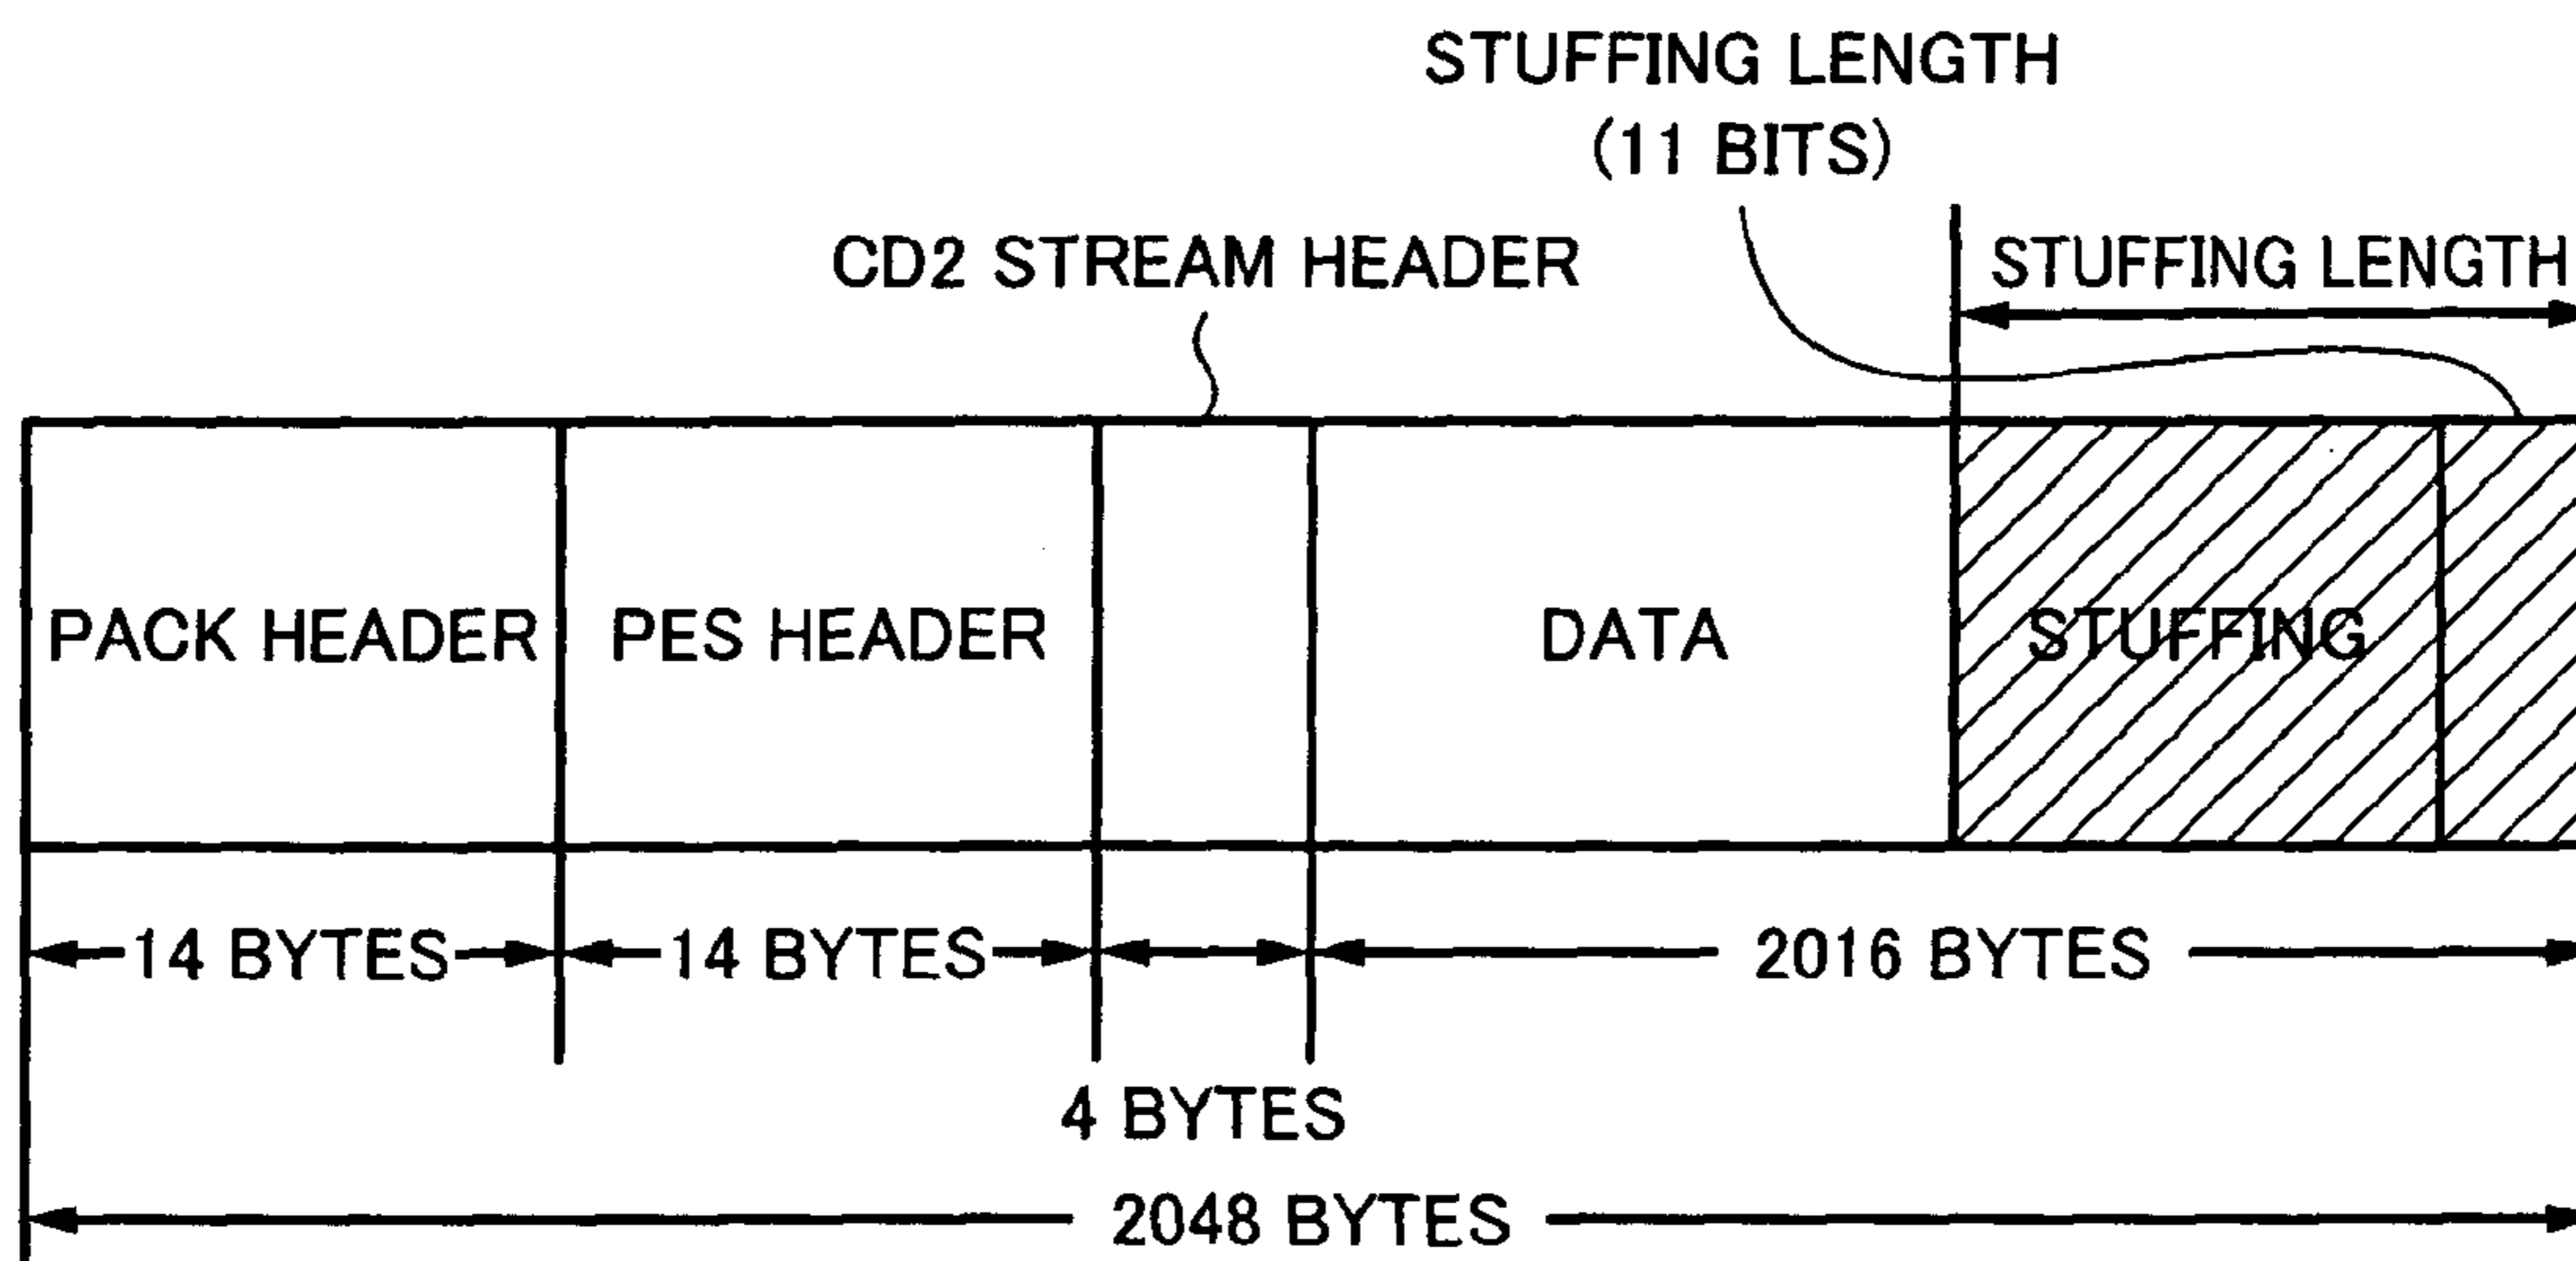 STUFFING LENGTH
(11 BITS)
CD2 STREAM HEADER
STUFFING LENGTH
PACK HEADER
PES HEADER
DATA
STUFFING
14 BYTES
14 BYTES
2016 BYTES
4 BYTES
2048 BYTES